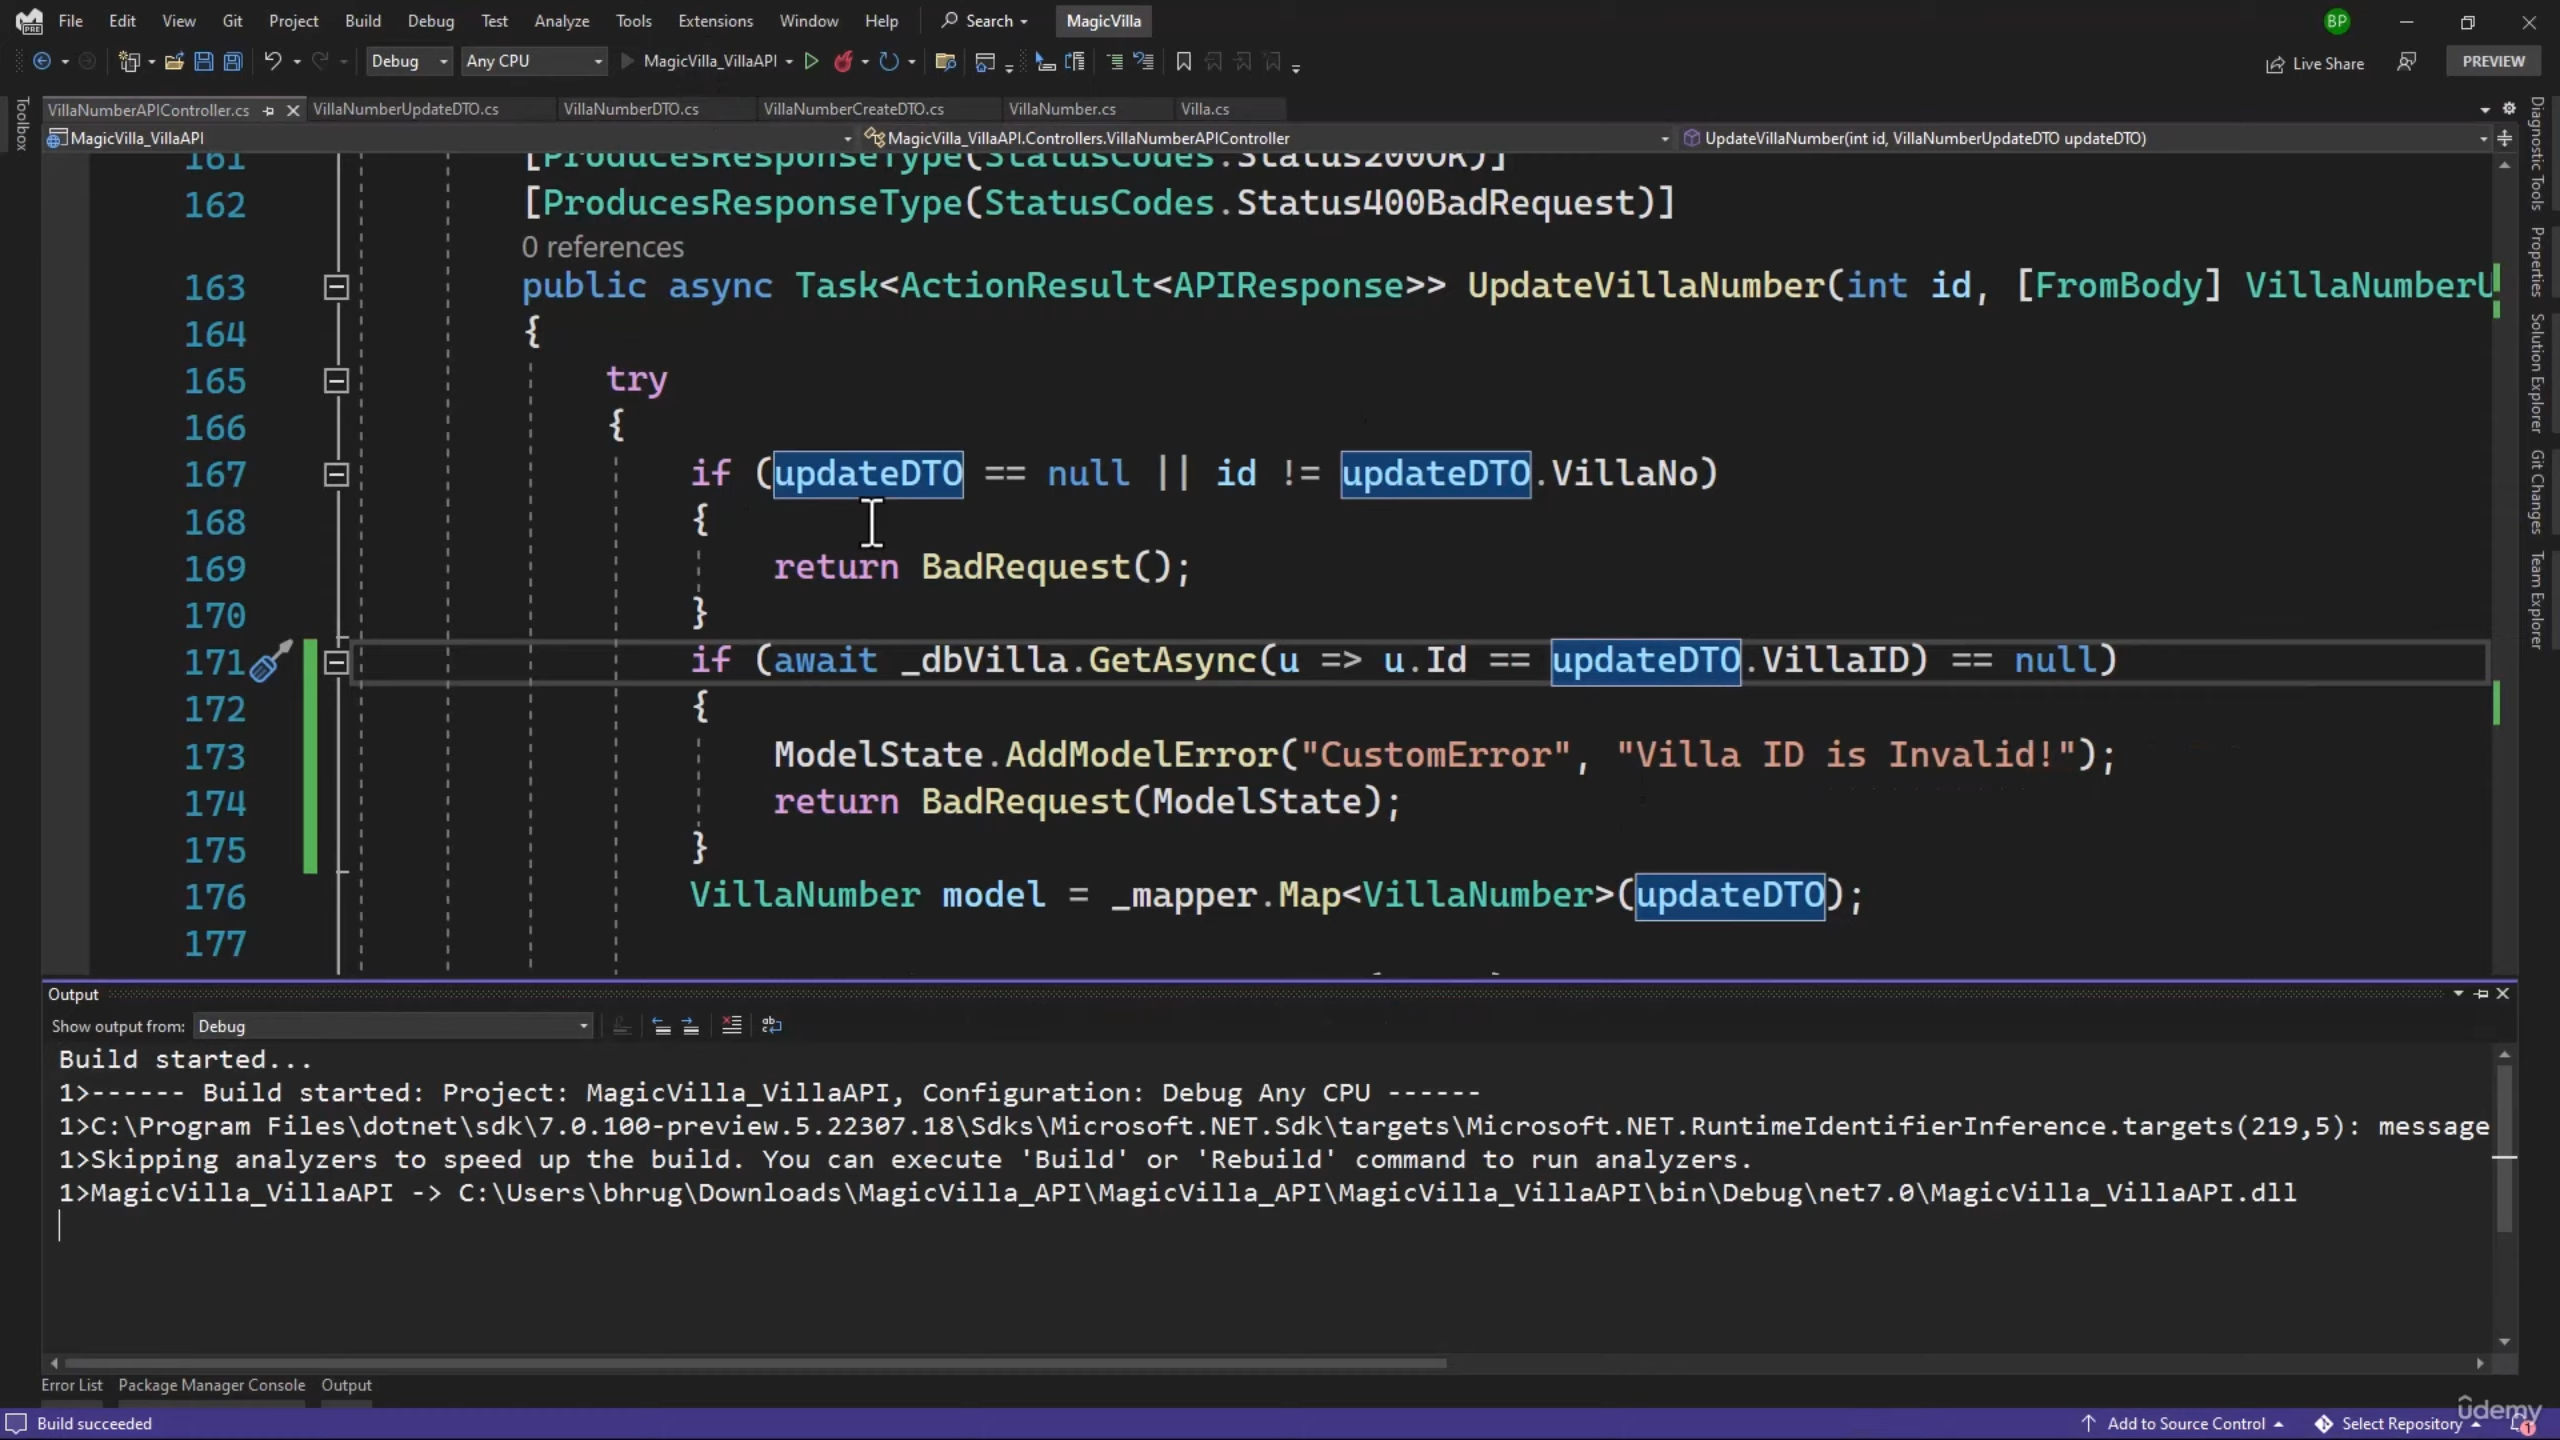 File Edit View Git Project Build Debug Test Analyze Tools Extensions Window Help Search MagicVilla BP
Debug Any CPU MagicVilla_VillaAPI Live Share PREVIEW
VillaNumberAPIController.cs VillaNumberUpdateDTO.cs VillaNumberDTO.cs VillaNumberCreateDTO.cs VillaNumber.cs Villa.cs
MagicVilla_VillaAPI MagicVilla_VillaAPI.Controllers.VillaNumberAPIController UpdateVillaNumber(int id, VillaNumberUpdateDTO updateDTO)
Toolbox
161 [ProducesResponseType(StatusCodes.Status200OK)]
162 [ProducesResponseType(StatusCodes.Status400BadRequest)]
0 references
163 public async Task<ActionResult<APIResponse>> UpdateVillaNumber(int id, [FromBody] VillaNumberU
164 {
165 try
166 {
167 if (updateDTO == null || id != updateDTO.VillaNo)
168 {
169 return BadRequest();
170 }
171 if (await _dbVilla.GetAsync(u => u.Id == updateDTO.VillaID) == null)
172 {
173 ModelState.AddModelError("CustomError", "Villa ID is Invalid!");
174 return BadRequest(ModelState);
175 }
176 VillaNumber model = _mapper.Map<VillaNumber>(updateDTO);
177
Diagnostic Tools
Properties
Solution Explorer
Git Changes
Team Explorer
Output
Show output from: Debug
Build started...
1>------ Build started: Project: MagicVilla_VillaAPI, Configuration: Debug Any CPU ------
1>C:\Program Files\dotnet\sdk\7.0.100-preview.5.22307.18\Sdks\Microsoft.NET.Sdk\targets\Microsoft.NET.RuntimeIdentifierInference.targets(219,5): message
1>Skipping analyzers to speed up the build. You can execute 'Build' or 'Rebuild' command to run analyzers.
1>MagicVilla_VillaAPI -> C:\Users\bhrug\Downloads\MagicVilla_API\MagicVilla_API\MagicVilla_VillaAPI\bin\Debug\net7.0\MagicVilla_VillaAPI.dll
Error List Package Manager Console Output
Build succeeded Add to Source Control Select Repository 1
udemy